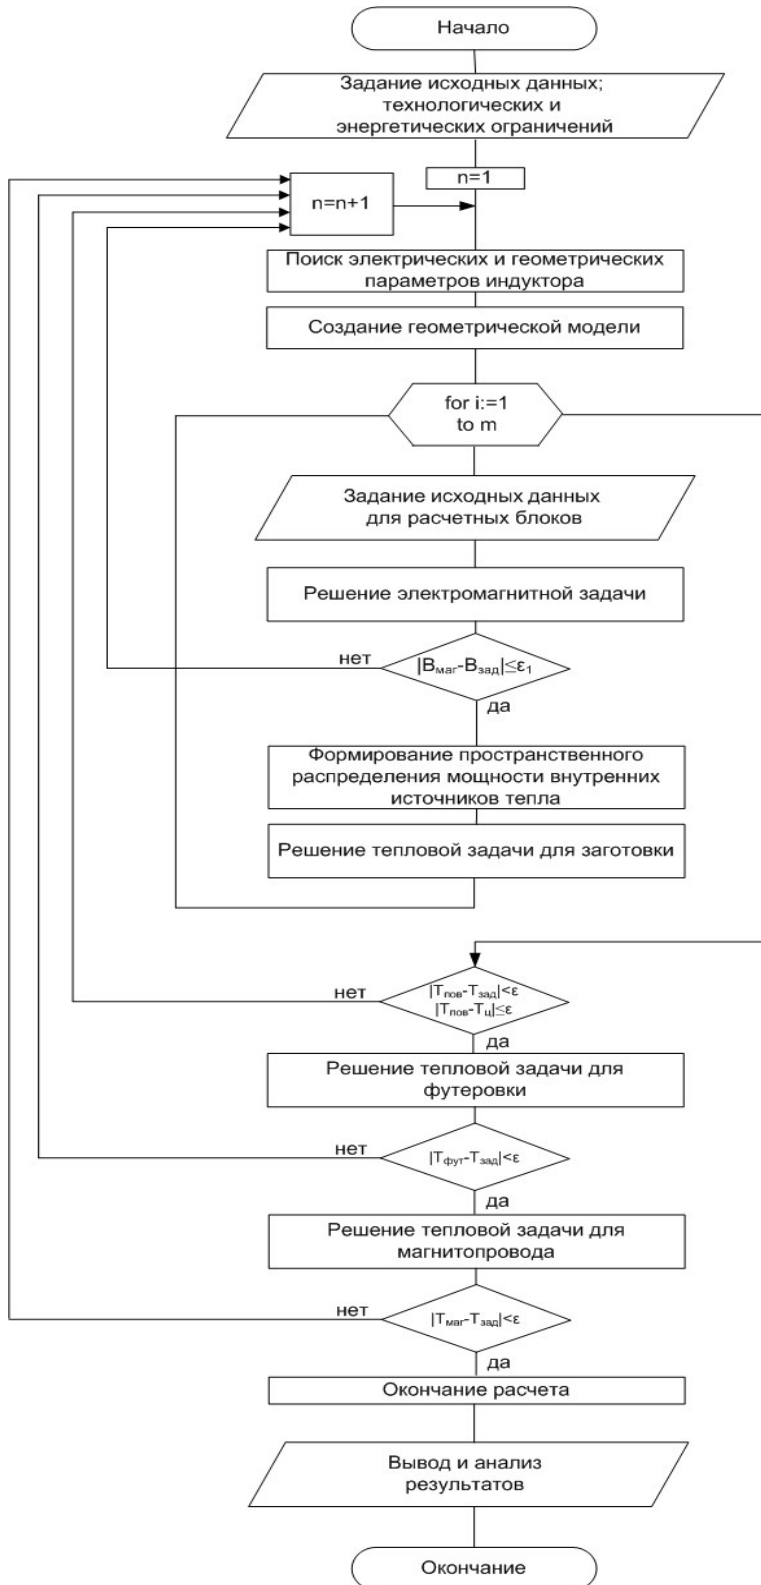 Начало
Задание исходных данных;
технологических и
энергетических ограничений
n=1
n=n+1
Поиск электрических и геометрических
параметров индуктора
Создание геометрической модели
for i:=1
to m
Задание исходных данных
для расчетных блоков
Решение электромагнитной задачи
нет
|Bмаг-Bзад|≤ε1
да
Формирование пространственного
распределения мощности внутренних
источников тепла
Решение тепловой задачи для заготовки
нет
|Tпов-Tзад|<ε
|Tпов-Tц|≤ε
да
Решение тепловой задачи для
футеровки
нет
|Tфут-Tзад|<ε
да
Решение тепловой задачи для
магнитопровода
нет
|Tмаг-Tзад|<ε
да
Окончание расчета
Вывод и анализ
результатов
Окончание